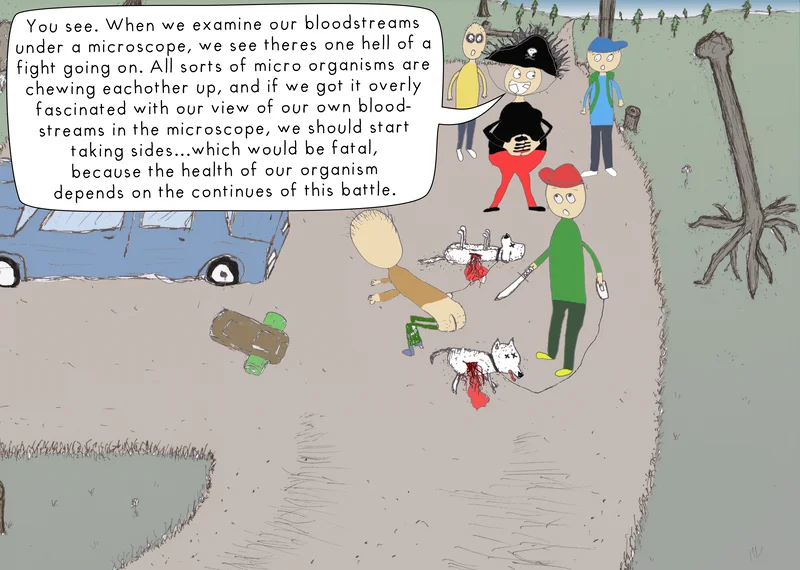 You see. When we examine our bloodstreams
under a microscope, we see theres one hell of a
fight going on. All sorts of micro organisms are
chewing eachother up, and if we got it overly
fascinated with our view of our own blood-
streams in the microscope, we should start
taking sides...which would be fatal,
because the health of our organism
depends on the continues of this battle.